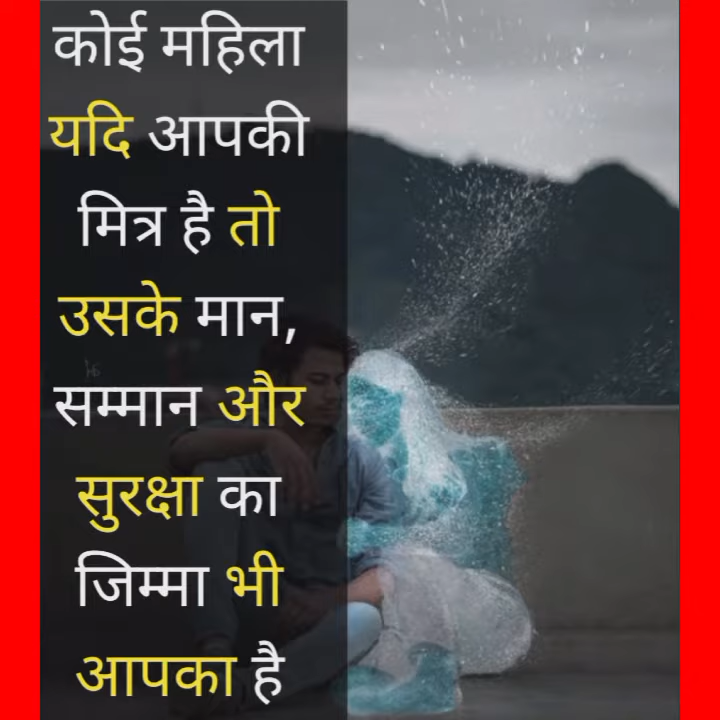 कोई महिला
यदि आपकी
मित्र है तो
उसके मान,
सम्मान और
सुरक्षा का
जिम्मा भी
आपका है